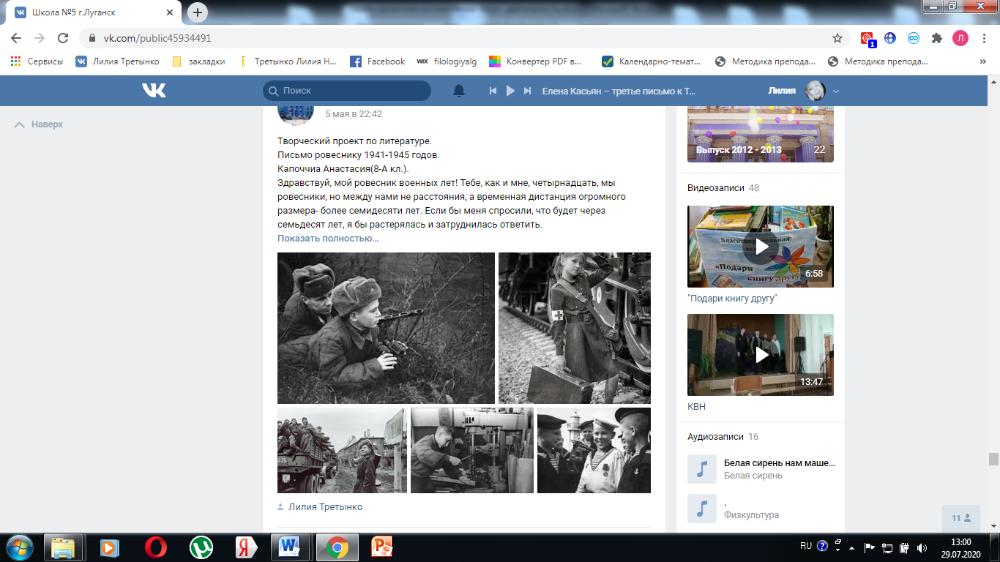 Школа №5 г.Луганск
vk.com/public45934491
1
Л
Сервисы
Лилия Третынко
закладки
Третынко Лилия Н...
Facebook
WIX
filologiyalg
Конвертер PDF в...
Календарно-темат...
Методика препода...
Методика препода...
»
Поиск
Елена Касьян – третье письмо к Т...
Лилия
Наверх
5 мая в 22:42
Творческий проект по литературе.
Письмо ровеснику 1941-1945 годов.
Капоччиа Анастасия(8-А кл.).
Здравствуй, мой ровесник военных лет! Тебе, как и мне, четырнадцать, мы
ровесники, но между нами не расстояния, а временная дистанция огромного
размера- более семидесяти лет. Если бы меня спросили, что будет через
семьдесят лет, я бы растерялась и затруднилась ответить.
Показать полностью...
Лилия Третынко
Выпуск 2012 - 2013 22
Видеозаписи 48
Благотворительная
акция
«Подари
книгу другу»
6:58
"Подари книгу другу"
13:47
КВН
Аудиозаписи 16
Белая сирень нам маше...
Белая сирень
.
Физкультура
11
RU
13:00
29.07.2020